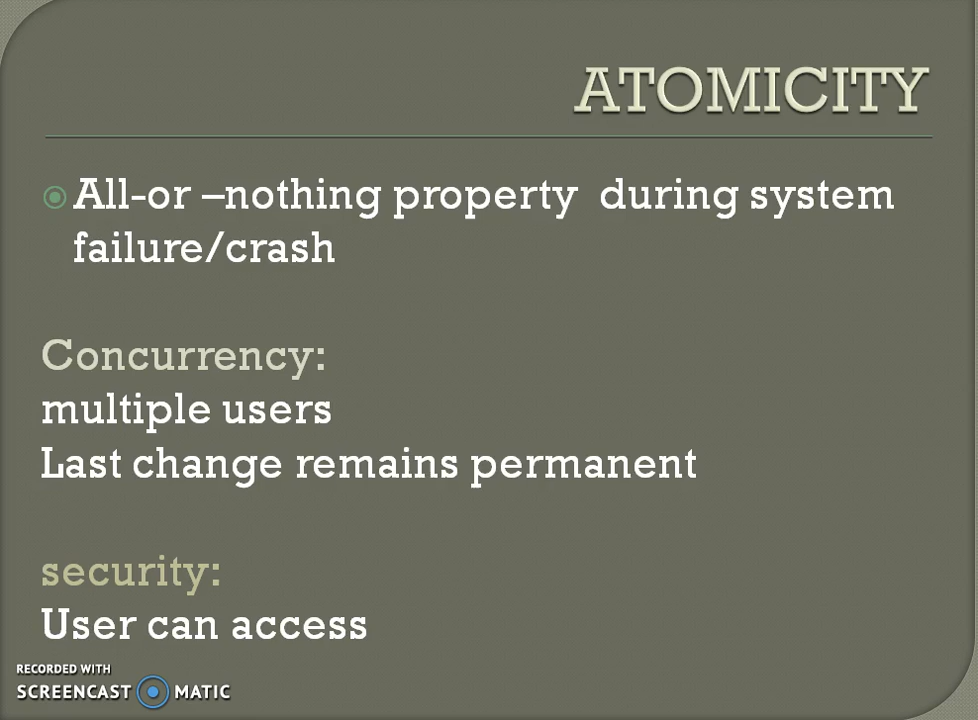 ATOMICITY
All-or –nothing property during system
failure/crash
Concurrency:
multiple users
Last change remains permanent
security:
User can access
RECORDED WITH
SCREENCAST MATIC